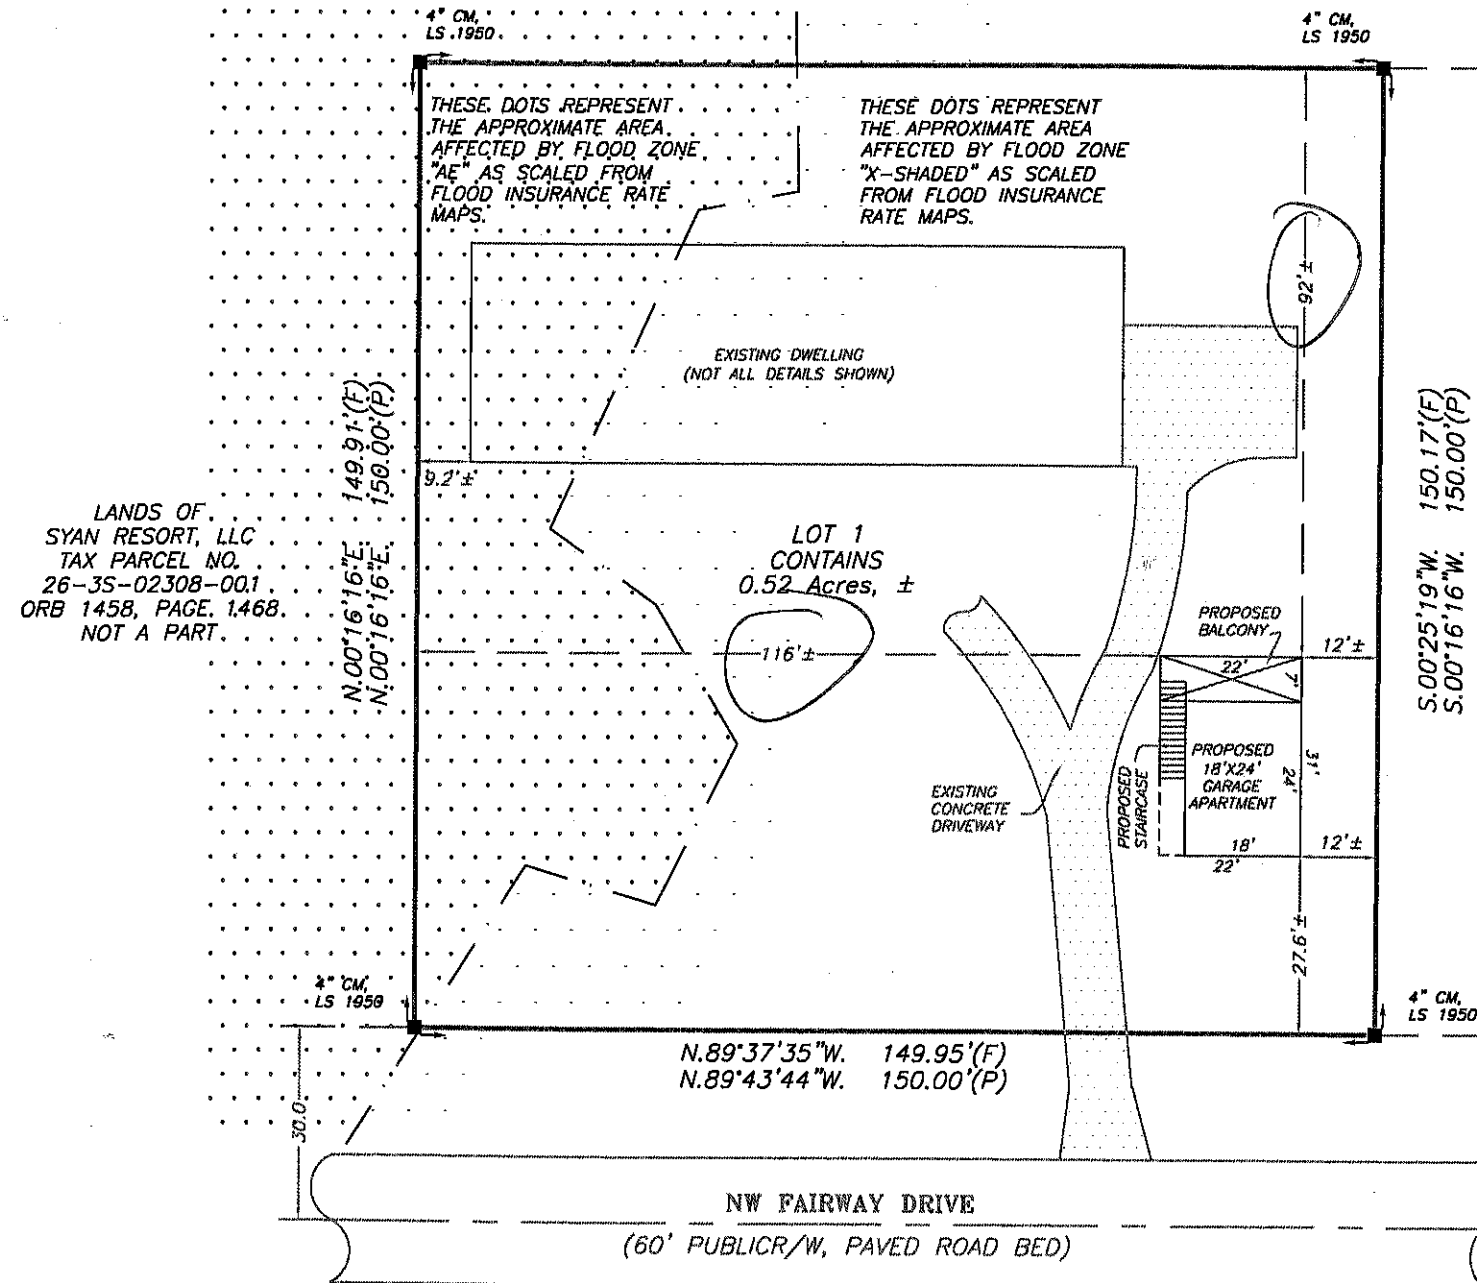 4" CM,
LS 1950
4" CM,
LS 1950
THESE DOTS REPRESENT
THE APPROXIMATE AREA
AFFECTED BY FLOOD ZONE
"AE" AS SCALED FROM
FLOOD INSURANCE RATE
MAPS.
THESE DOTS REPRESENT
THE APPROXIMATE AREA
AFFECTED BY FLOOD ZONE
"X-SHADED" AS SCALED
FROM FLOOD INSURANCE
RATE MAPS.
92'±
EXISTING DWELLING
(NOT ALL DETAILS SHOWN)
N.00°16'16"E. 149.91'(F)
N.00°16'16"E. 150.00'(P)
S.00°25'19"W. 150.17'(F)
S.00°16'16"W. 150.00'(P)
9.2'±
LANDS OF
SYAN RESORT, LLC
TAX PARCEL NO.
26-3S-02308-001
ORB 1458, PAGE. 1468.
NOT A PART
LOT 1
CONTAINS
0.52 Acres, ±
116'±
PROPOSED
BALCONY
12'±
22'
7'
PROPOSED
STAIRCASE
PROPOSED
18'X24'
GARAGE
APARTMENT
31'
24'
EXISTING
CONCRETE
DRIVEWAY
18'
22'
12'±
27.6'±
4" CM,
LS 1950
4" CM,
LS 1950
N.89°37'35"W. 149.95'(F)
N.89°43'44"W. 150.00'(P)
30.0
NW FAIRWAY DRIVE
(60' PUBLICR/W, PAVED ROAD BED)